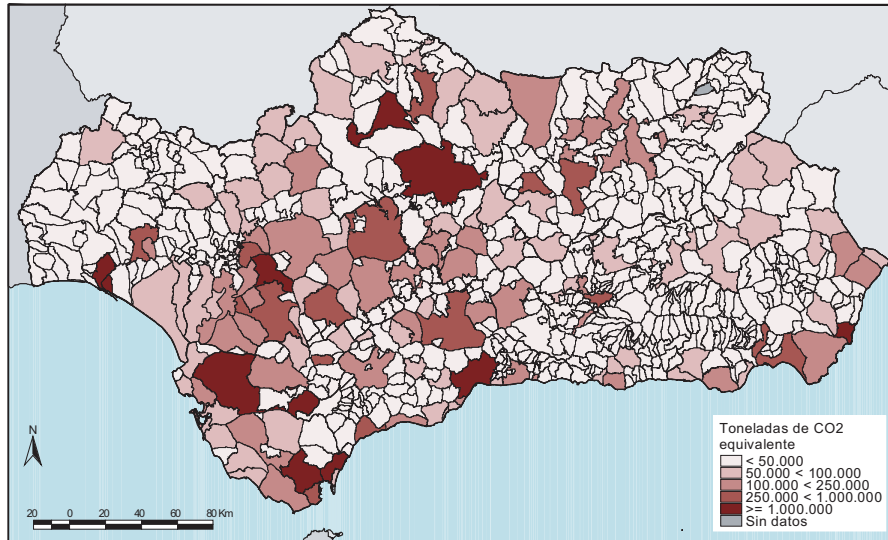 N
20 0 20 40 60 80 Km
Toneladas de CO2
equivalente
< 50.000
50.000 < 100.000
100.000 < 250.000
250.000 < 1.000.000
>= 1.000.000
Sin datos